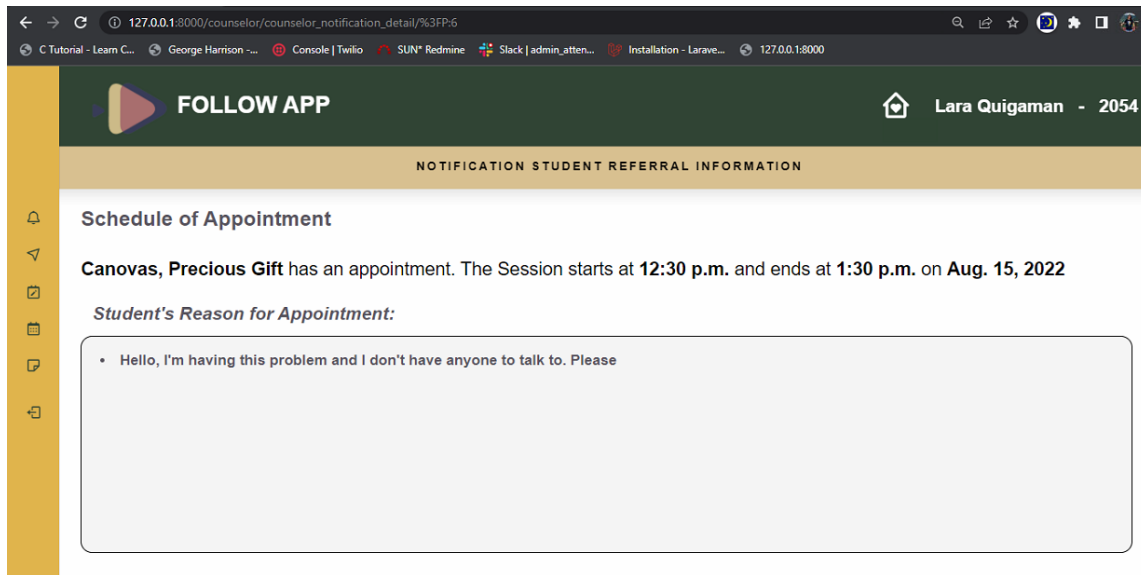 127.0.0.1:8000/counselor/counselor_notification_detail/%3FP:6
C Tutorial - Learn C... George Harrison -... Console | Twilio SUN* Redmine Slack | admin_atten... Installation - Larave... 127.0.0.1:8000
FOLLOW APP Lara Quigaman - 2054
NOTIFICATION STUDENT REFERRAL INFORMATION
Schedule of Appointment
Canovas, Precious Gift has an appointment. The Session starts at 12:30 p.m. and ends at 1:30 p.m. on Aug. 15, 2022
Student's Reason for Appointment:
• Hello, I'm having this problem and I don't have anyone to talk to. Please